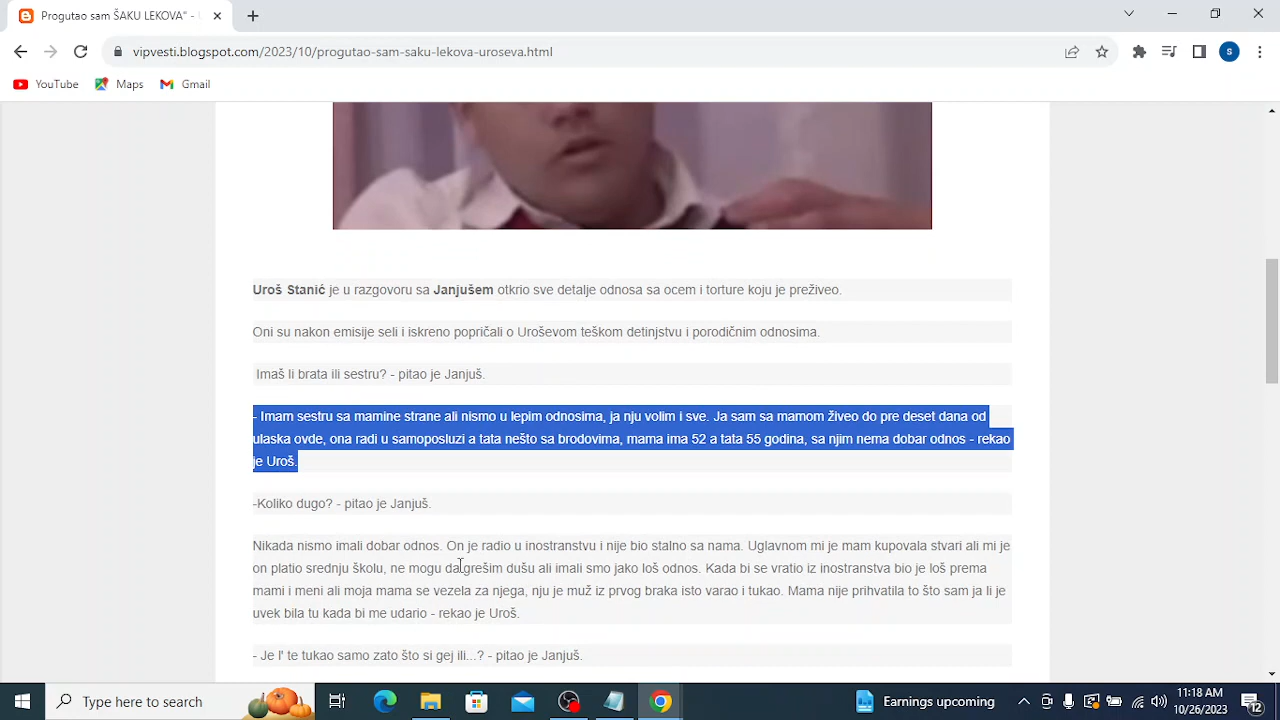 Progutao sam ŠAKU LEKOVA" -
vipvesti.blogspot.com/2023/10/progutao-sam-saku-lekova-uroseva.html
S
YouTube
Maps
Gmail
Uroš Stanić je u razgovoru sa Janjušem otkrio sve detalje odnosa sa ocem i torture koju je preživeo.
Oni su nakon emisije seli i iskreno popričali o Uroševom teškom detinjstvu i porodičnim odnosima.
Imaš li brata ili sestru? - pitao je Janjuš.
- Imam sestru sa mamine strane ali nismo u lepim odnosima, ja nju volim i sve. Ja sam sa mamom živeo do pre deset dana od
ulaska ovde, ona radi u samoposluzi a tata nešto sa brodovima, mama ima 52 a tata 55 godina, sa njim nema dobar odnos - rekao
je Uroš.
-Koliko dugo? - pitao je Janjuš.
Nikada nismo imali dobar odnos. On je radio u inostranstvu i nije bio stalno sa nama. Uglavnom mi je mam kupovala stvari ali mi je
on platio srednju školu, ne mogu da grešim dušu ali imali smo jako loš odnos. Kada bi se vratio iz inostranstva bio je loš prema
mami i meni ali moja mama se vezela za njega, nju je muž iz prvog braka isto varao i tukao. Mama nije prihvatila to što sam ja li je
uvek bila tu kada bi me udario - rekao je Uroš.
- Je l' te tukao samo zato što si gej ili...? - pitao je Janjuš.
Type here to search
Earnings upcoming
11:18 AM
10/26/2023
12